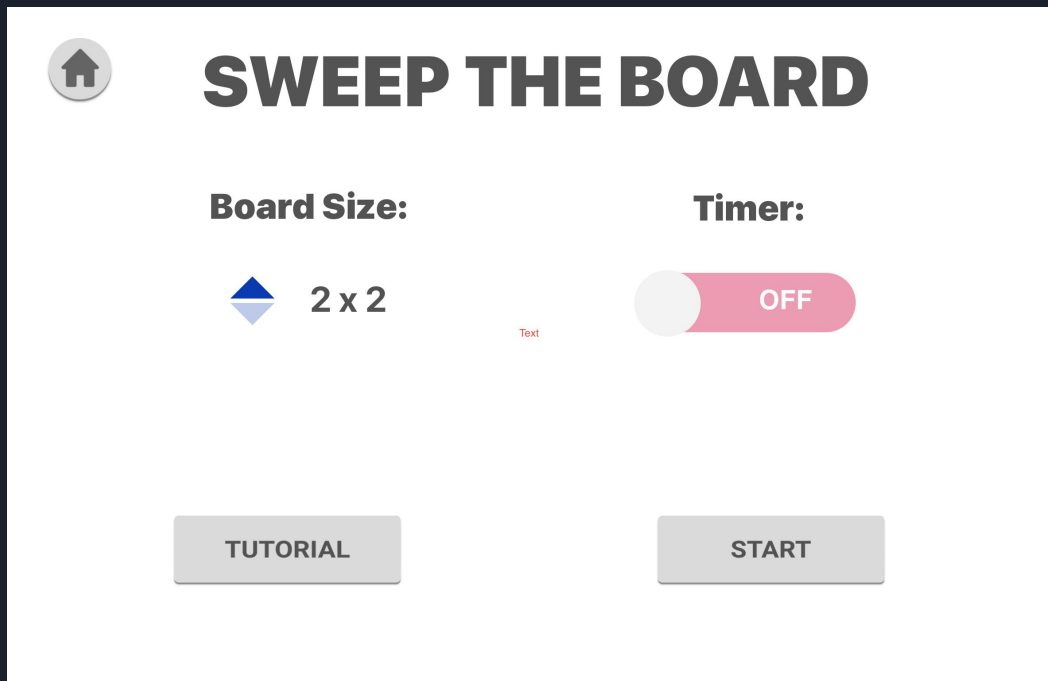 SWEEP THE BOARD
Board Size:
Timer:
2 x 2
OFF
Text
TUTORIAL
START